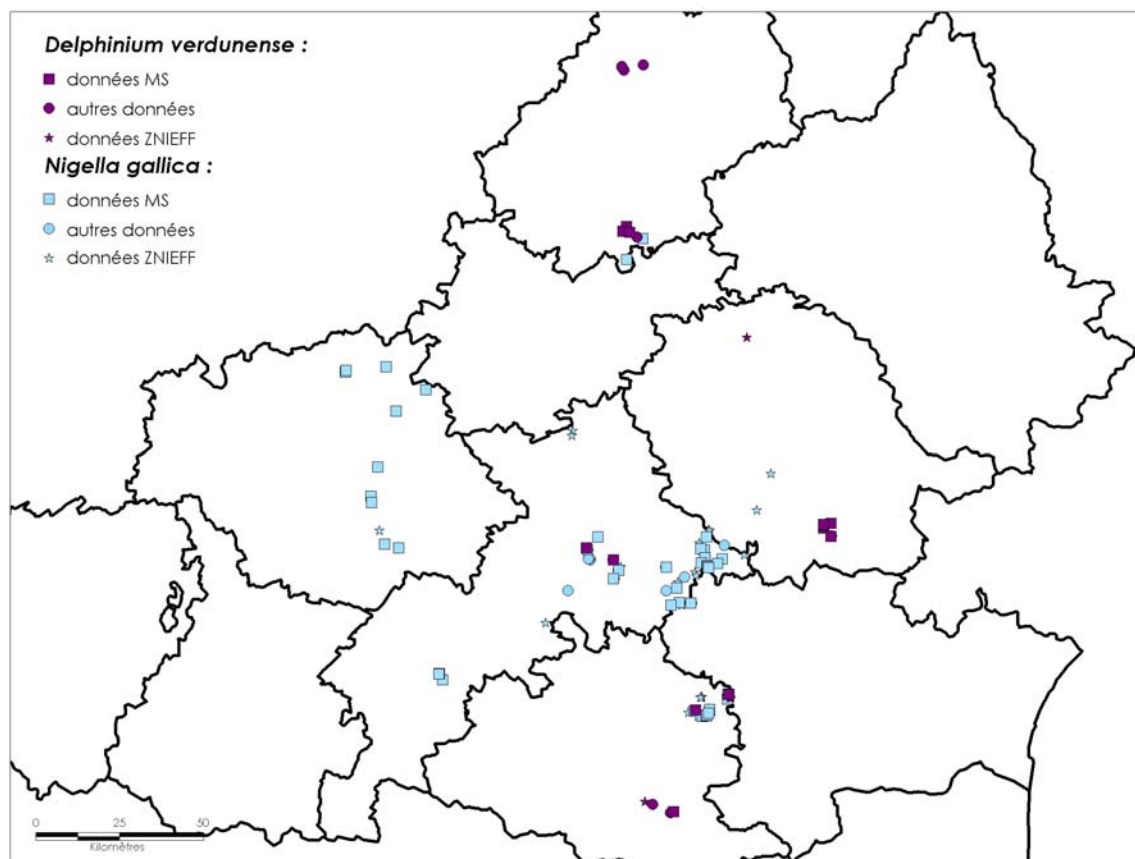 Delphinium verdunense :
données MS
autres données
données ZNIEFF
Nigella gallica :
données MS
autres données
données ZNIEFF
0 25 50
Kilomètres